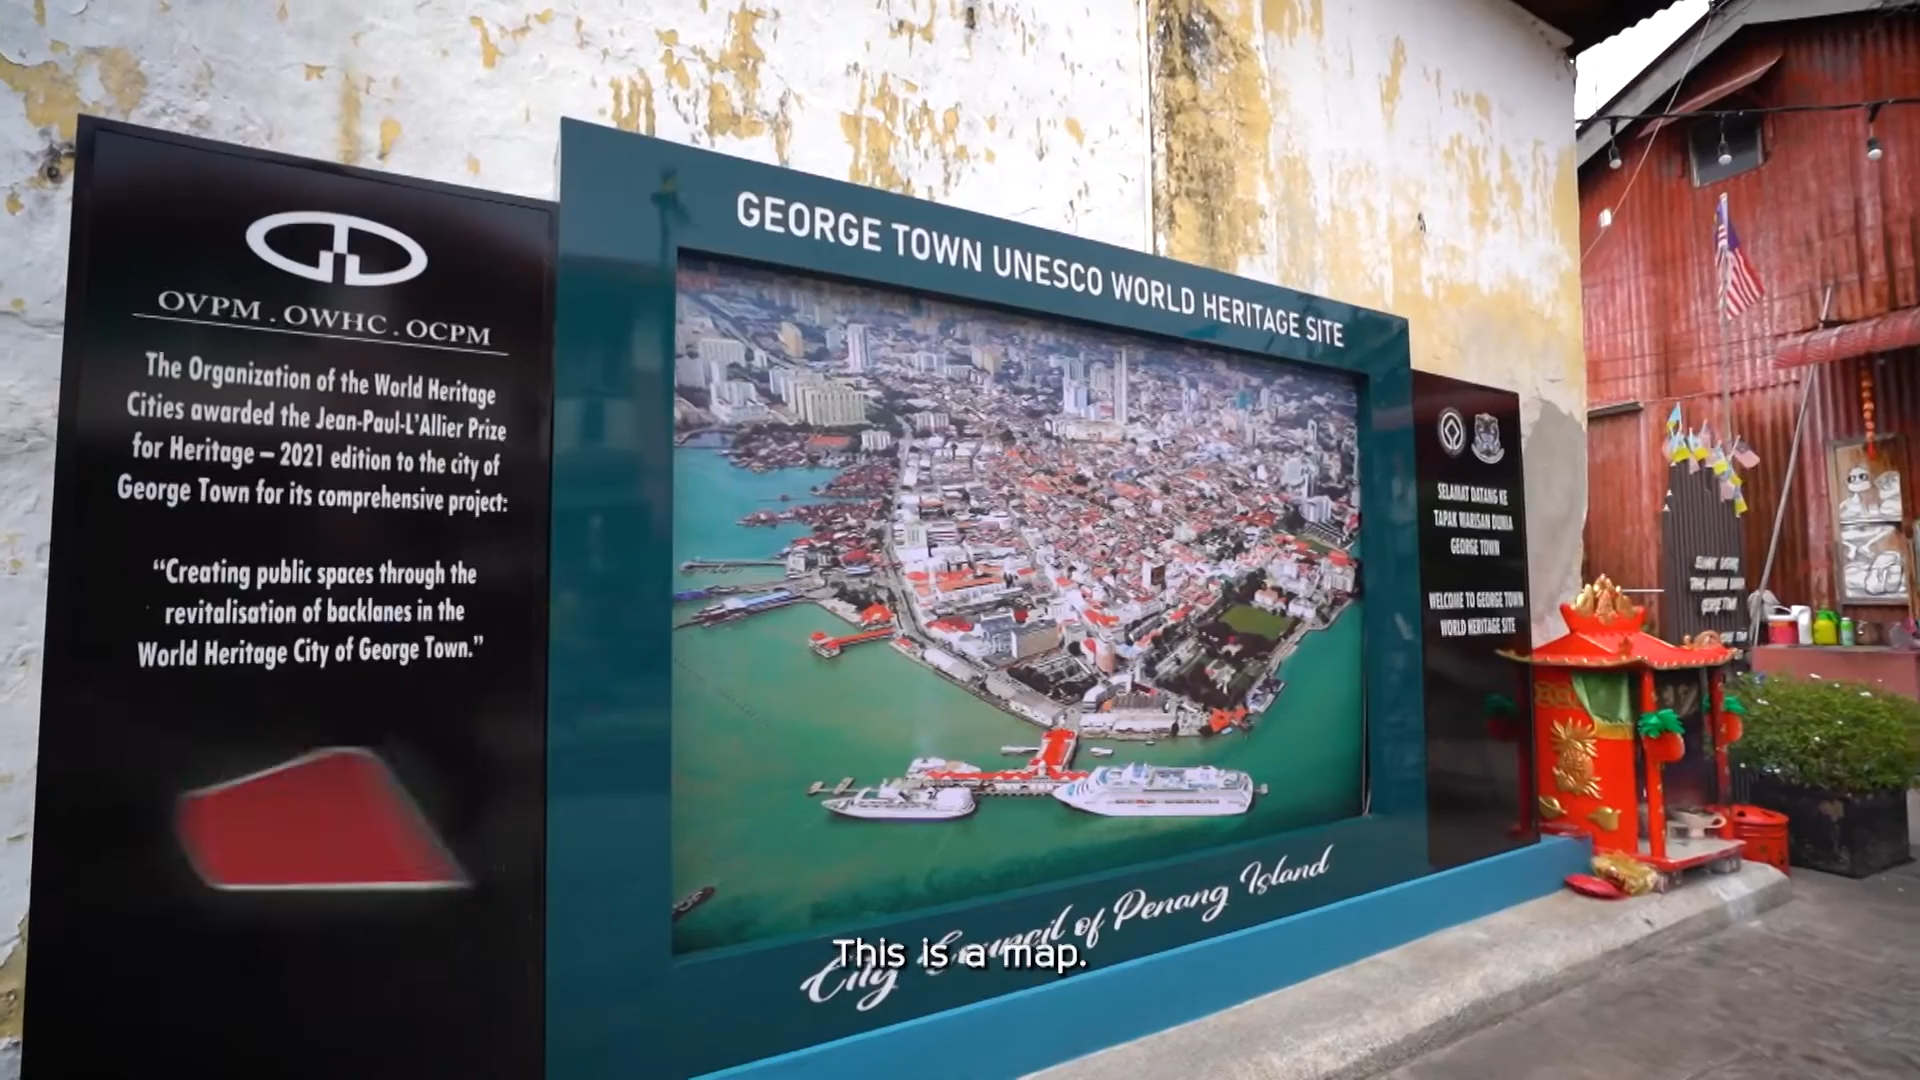 OVPM . OWHC . OCPM
The Organization of the World Heritage
Cities awarded the Jean-Paul-L'Allier Prize
for Heritage – 2021 edition to the city of
George Town for its comprehensive project:
“Creating public spaces through the
revitalisation of backlanes in the
World Heritage City of George Town.”
GEORGE TOWN UNESCO WORLD HERITAGE SITE
City Council of Penang Island
This is a map.
SELAMAT DATANG KE
TAPAK WARISAN DUNIA
GEORGE TOWN
WELCOME TO GEORGE TOWN
WORLD HERITAGE SITE